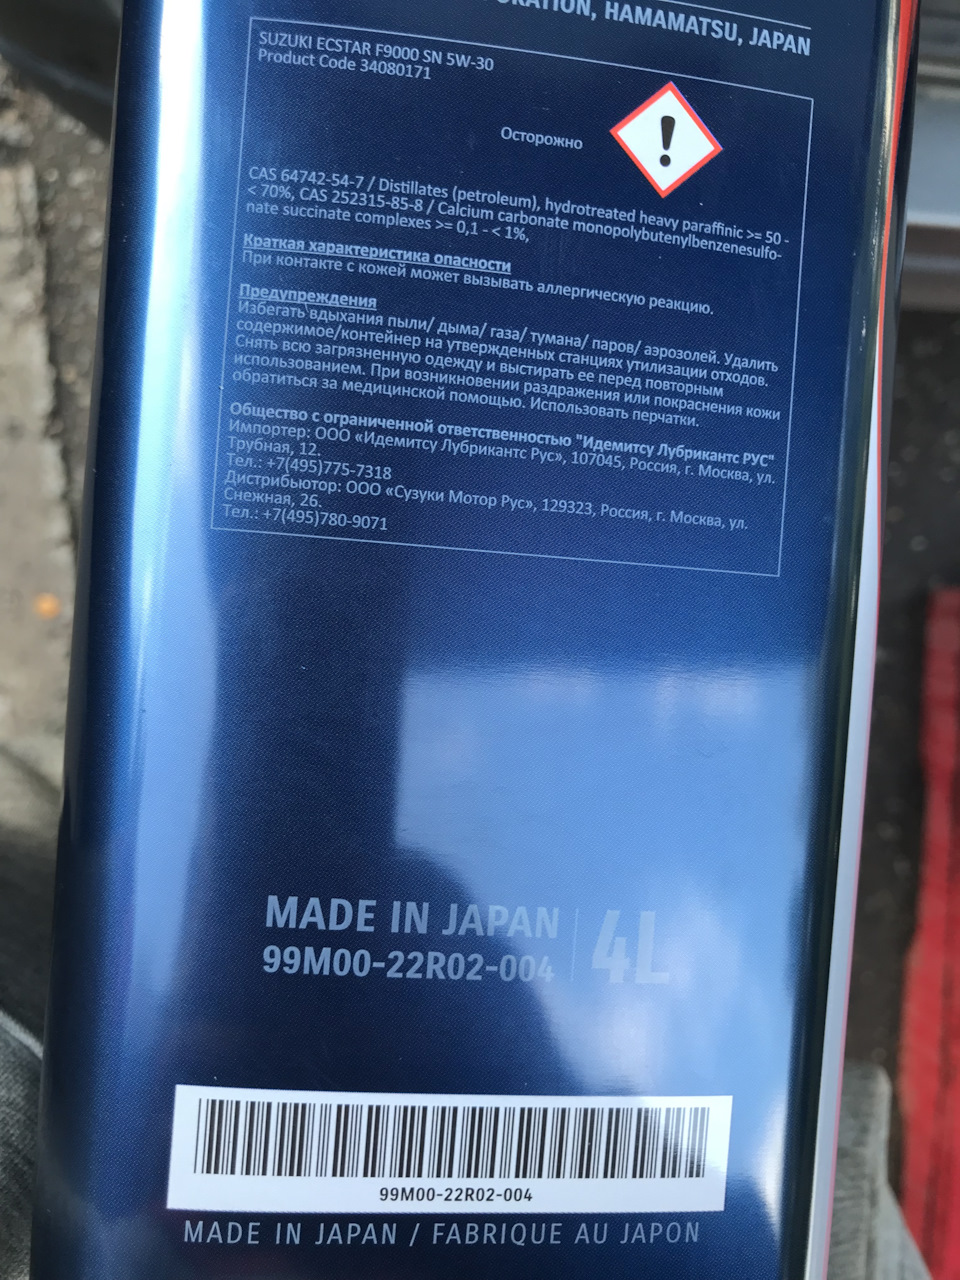 HAMAMATSU, JAPAN
SUZUKI ECSTAR F9000 SN 5W-30
Product Code 34080171
Осторожно
CAS 64742-54-7 / Distillates (petroleum), hydrotreated heavy paraffinic >= 50 -
< 70%, CAS 252315-85-8 / Calcium carbonate monopolybutenylbenzenesulfo-
nate succinate complexes >= 0,1 - < 1%,
Краткая характеристика опасности
При контакте с кожей может вызывать аллергическую реакцию.
Предупреждения
Избегать вдыхания пыли/ дыма/ газа/ тумана/ паров/ аэрозолей. Удалить
содержимое/контейнер на утвержденных станциях утилизации отходов.
Снять всю загрязненную одежду и выстирать ее перед повторным
использованием. При возникновении раздражения или покраснения кожи
обратиться за медицинской помощью. Использовать перчатки.
Общество с ограниченной ответственностью "Идемитсу Лубрикантс РУС"
Импортер: ООО «Идемитсу Лубрикантс Рус», 107045, Россия, г. Москва, ул.
Трубная, 12.
Тел.: +7(495)775-7318
Дистрибьютор: ООО «Сузуки Мотор Рус», 129323, Россия, г. Москва, ул.
Снежная, 26.
Тел.: +7(495)780-9071
MADE IN JAPAN
99M00-22R02-004
4L
99M00-22R02-004
MADE IN JAPAN / FABRIQUE AU JAPON